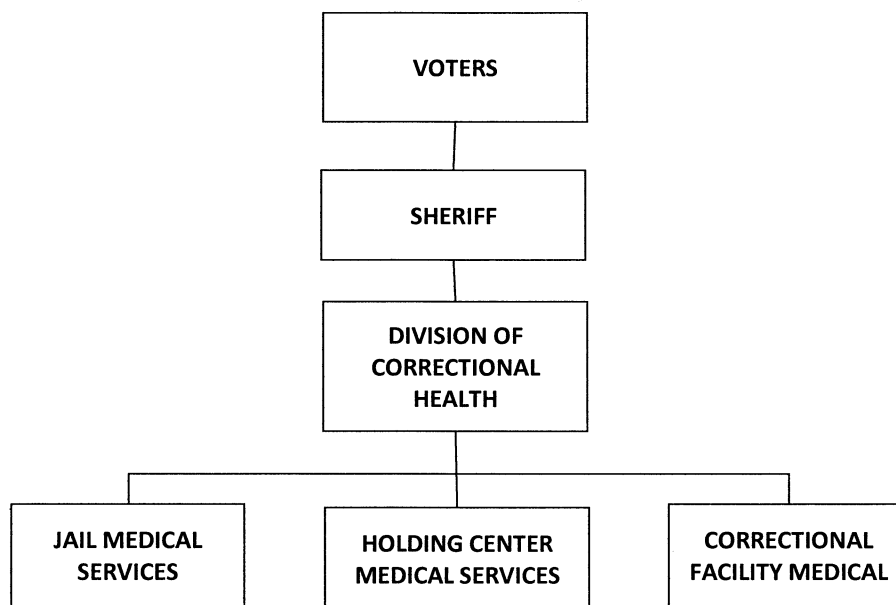 VOTERS
SHERIFF
DIVISION OF
CORRECTIONAL
HEALTH
JAIL MEDICAL
SERVICES
HOLDING CENTER
MEDICAL SERVICES
CORRECTIONAL
FACILITY MEDICAL